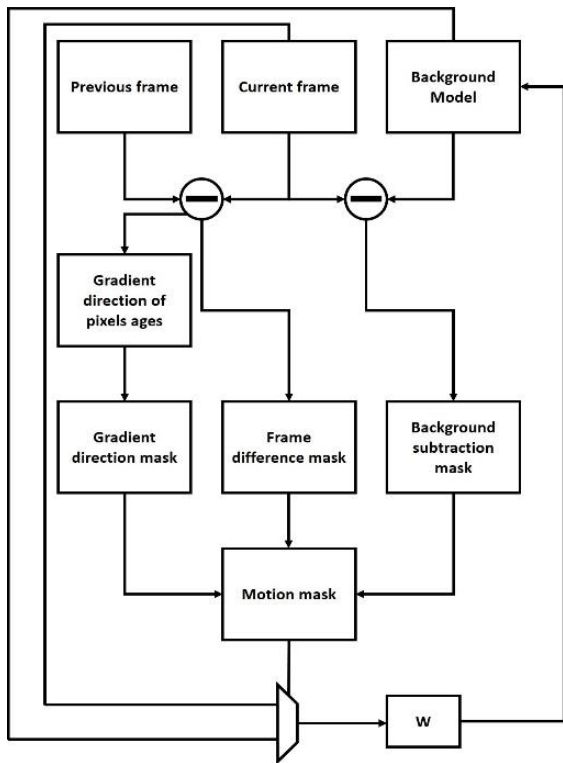 Previous frame
Current frame
Background
Model
Gradient
direction of
pixels ages
Gradient
direction mask
Frame
difference mask
Background
subtraction
mask
Motion mask
W